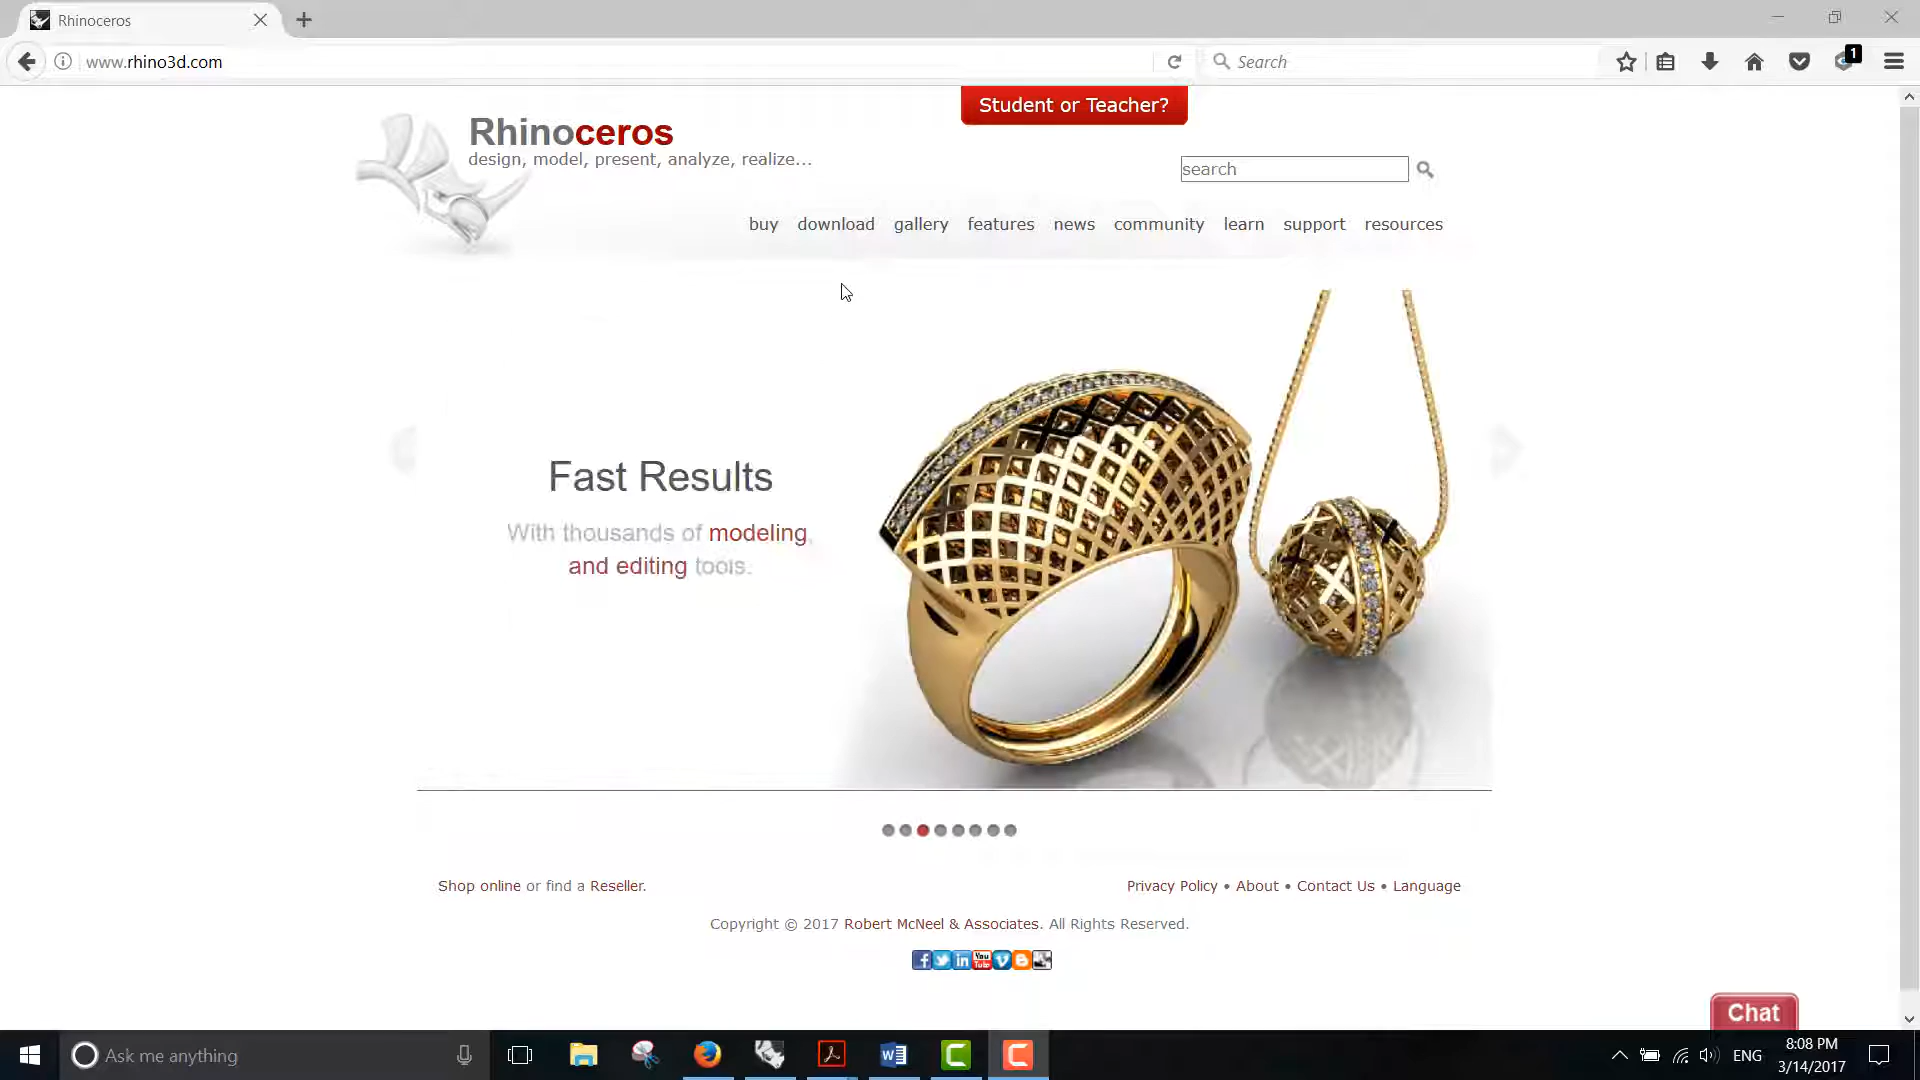 Rhinoceros
www.rhino3d.com
Search
1
Student or Teacher?
Rhinoceros
design, model, present, analyze, realize...
search
buy download gallery features news community learn support resources
Fast Results
With thousands of modeling,
and editing tools.
Shop online or find a Reseller.
Privacy Policy • About • Contact Us • Language
Copyright © 2017 Robert McNeel & Associates. All Rights Reserved.
You
Tube
Chat
Ask me anything
ENG
8:08 PM
3/14/2017